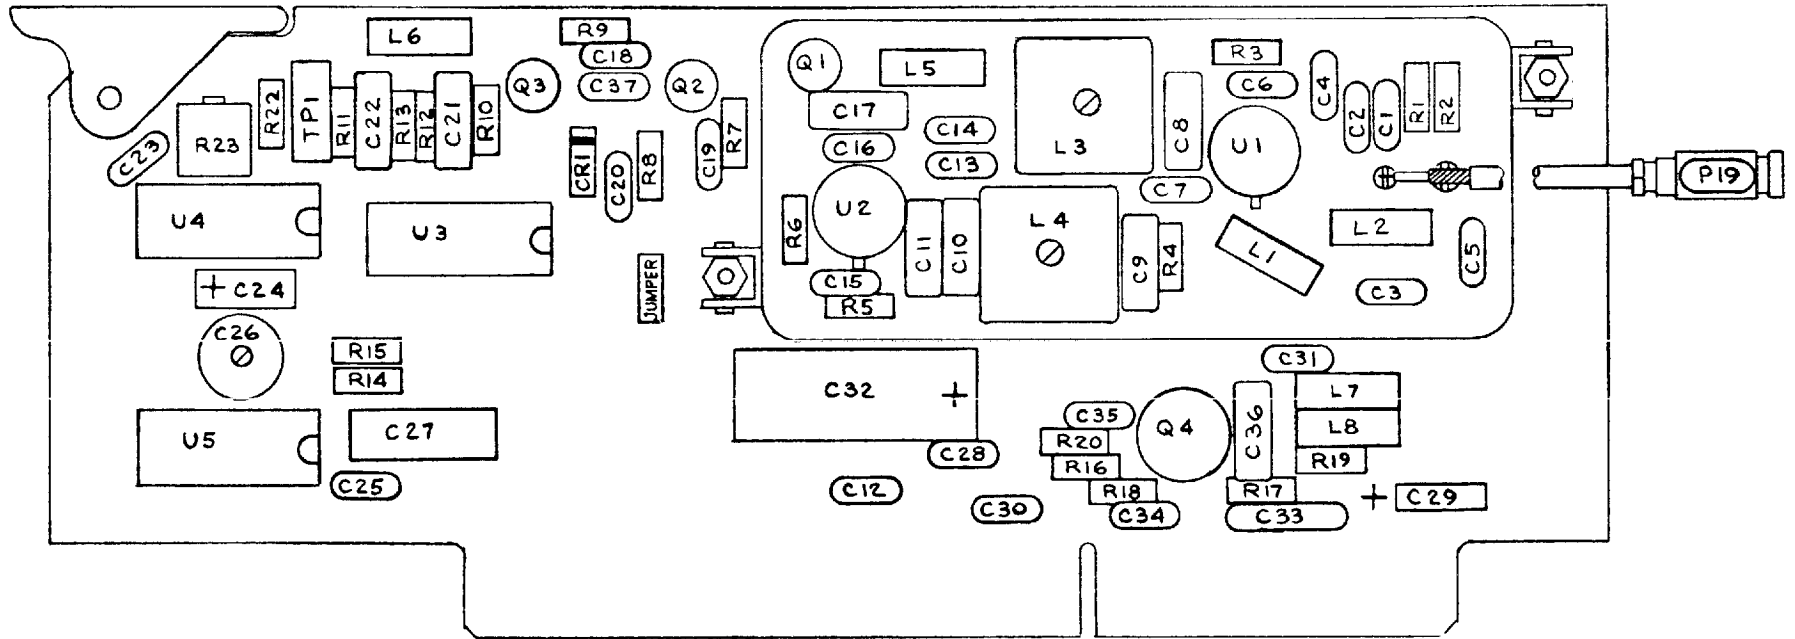 L6
R9
C18
C37
Q3
Q2
Q1
L5
R3
C6
C4
C2
C1
R1
R2
R22
TP1
R11
C22
R13
R12
C21
R10
C23
R23
CR1
C20
R8
C19
R7
C17
C16
C14
C13
L3
C8
U1
C7
P19
U4
U3
R6
U2
C11
C10
L4
C9
R4
L1
L2
C5
C3
+ C24
JUMPER
C15
R5
C26
R15
R14
C32 +
C31
L7
L8
R19
U5
C27
C25
C28
C12
C30
C35
R20
R16
R18
C34
Q4
C36
R17
C33
+ C29